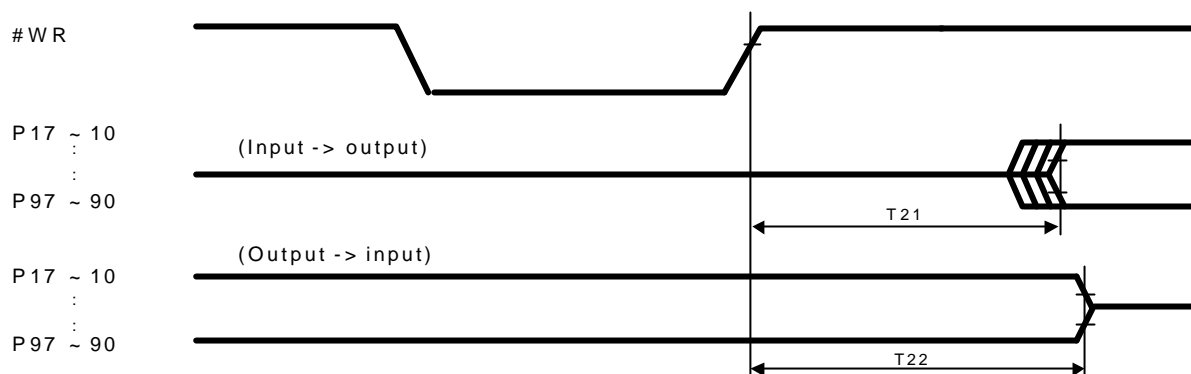 #WR
P17 ~ 10
:
:
P97 ~ 90
(Input -> output)
T21
(Output -> input)
P17 ~ 10
:
:
P97 ~ 90
T22